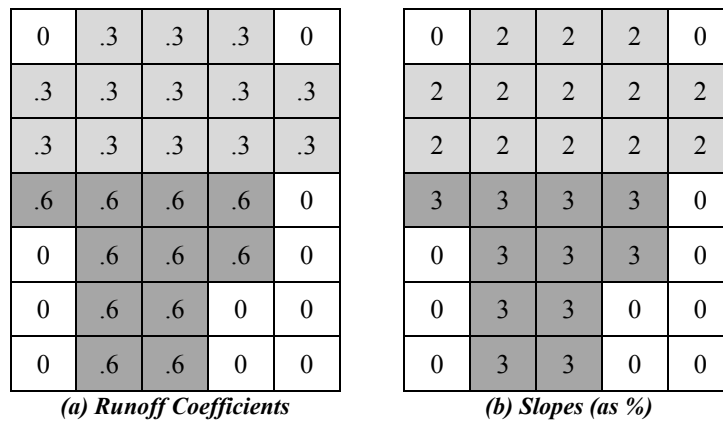 0 .3 .3 .3 0 0 2 2 2 0
.3 .3 .3 .3 .3 2 2 2 2 2
.3 .3 .3 .3 .3 2 2 2 2 2
.6 .6 .6 .6 0 3 3 3 3 0
0 .6 .6 .6 0 0 3 3 3 0
0 .6 .6 0 0 0 3 3 0 0
0 .6 .6 0 0 0 3 3 0 0
(a) Runoff Coefficients (b) Slopes (as %)